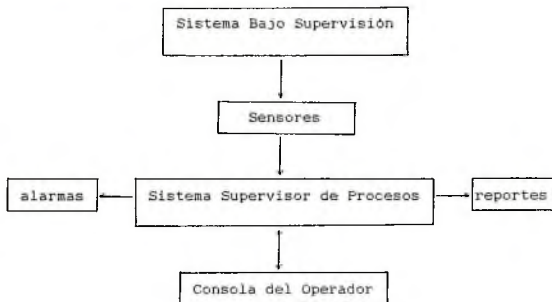 Sistema Bajo Supervisión
Sensores
alarmas
Sistema Supervisor de Procesos
reportes
Consola del Operador